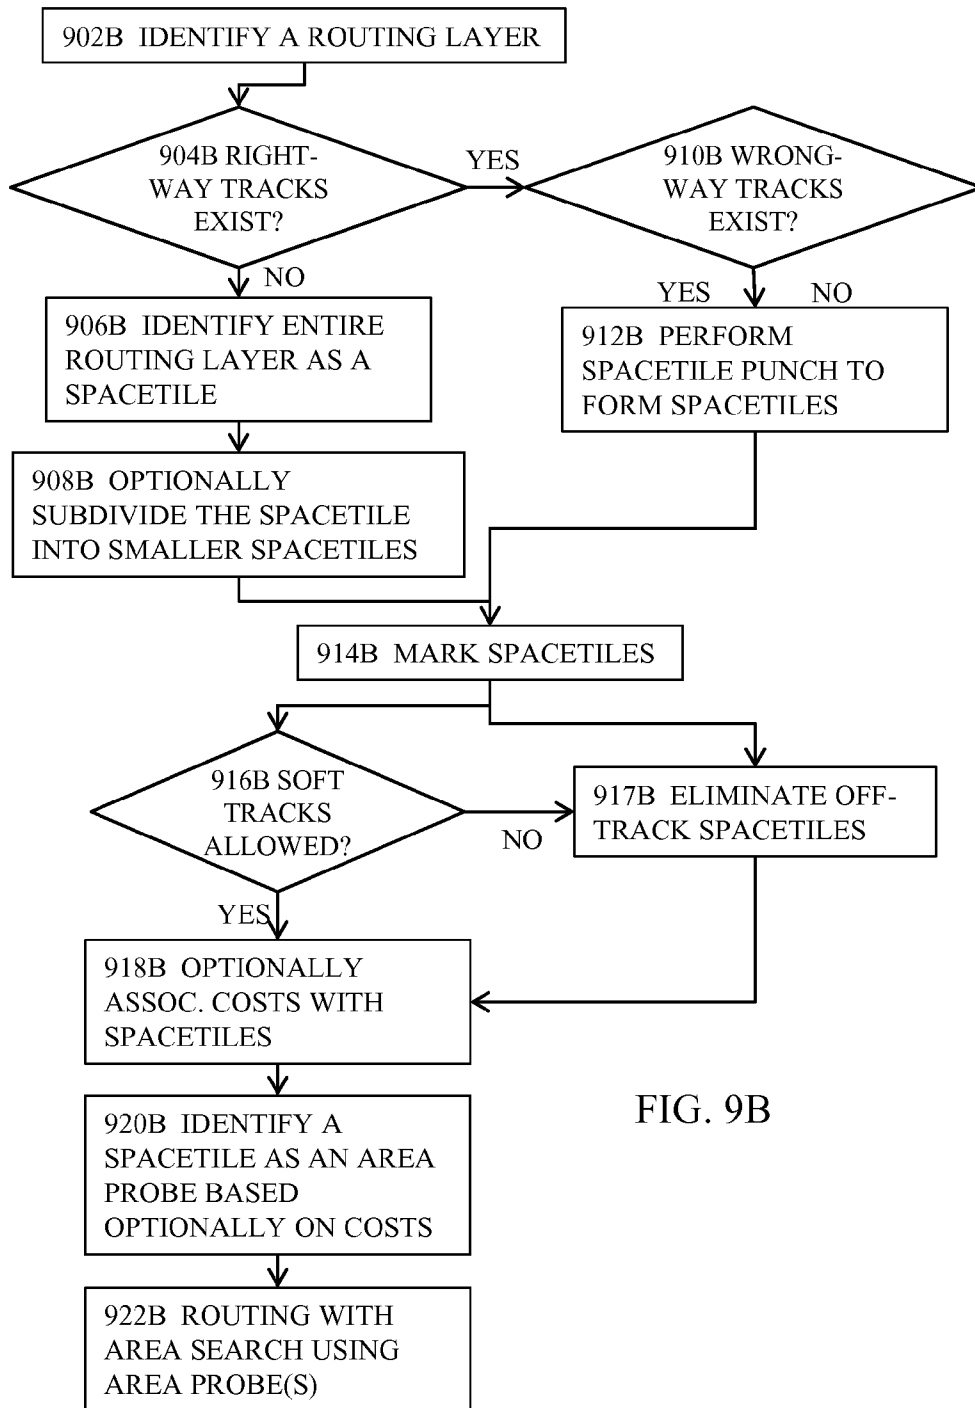 902B IDENTIFY A ROUTING LAYER
904B RIGHT-
WAY TRACKS
EXIST?
YES
910B WRONG-
WAY TRACKS
EXIST?
NO
YES
NO
906B IDENTIFY ENTIRE
ROUTING LAYER AS A
SPACETILE
912B PERFORM
SPACETILE PUNCH TO
FORM SPACETILES
908B OPTIONALLY
SUBDIVIDE THE SPACETILE
INTO SMALLER SPACETILES
914B MARK SPACETILES
916B SOFT
TRACKS
ALLOWED?
NO
917B ELIMINATE OFF-
TRACK SPACETILES
YES
918B OPTIONALLY
ASSOC. COSTS WITH
SPACETILES
920B IDENTIFY A
SPACETILE AS AN AREA
PROBE BASED
OPTIONALLY ON COSTS
FIG. 9B
922B ROUTING WITH
AREA SEARCH USING
AREA PROBE(S)